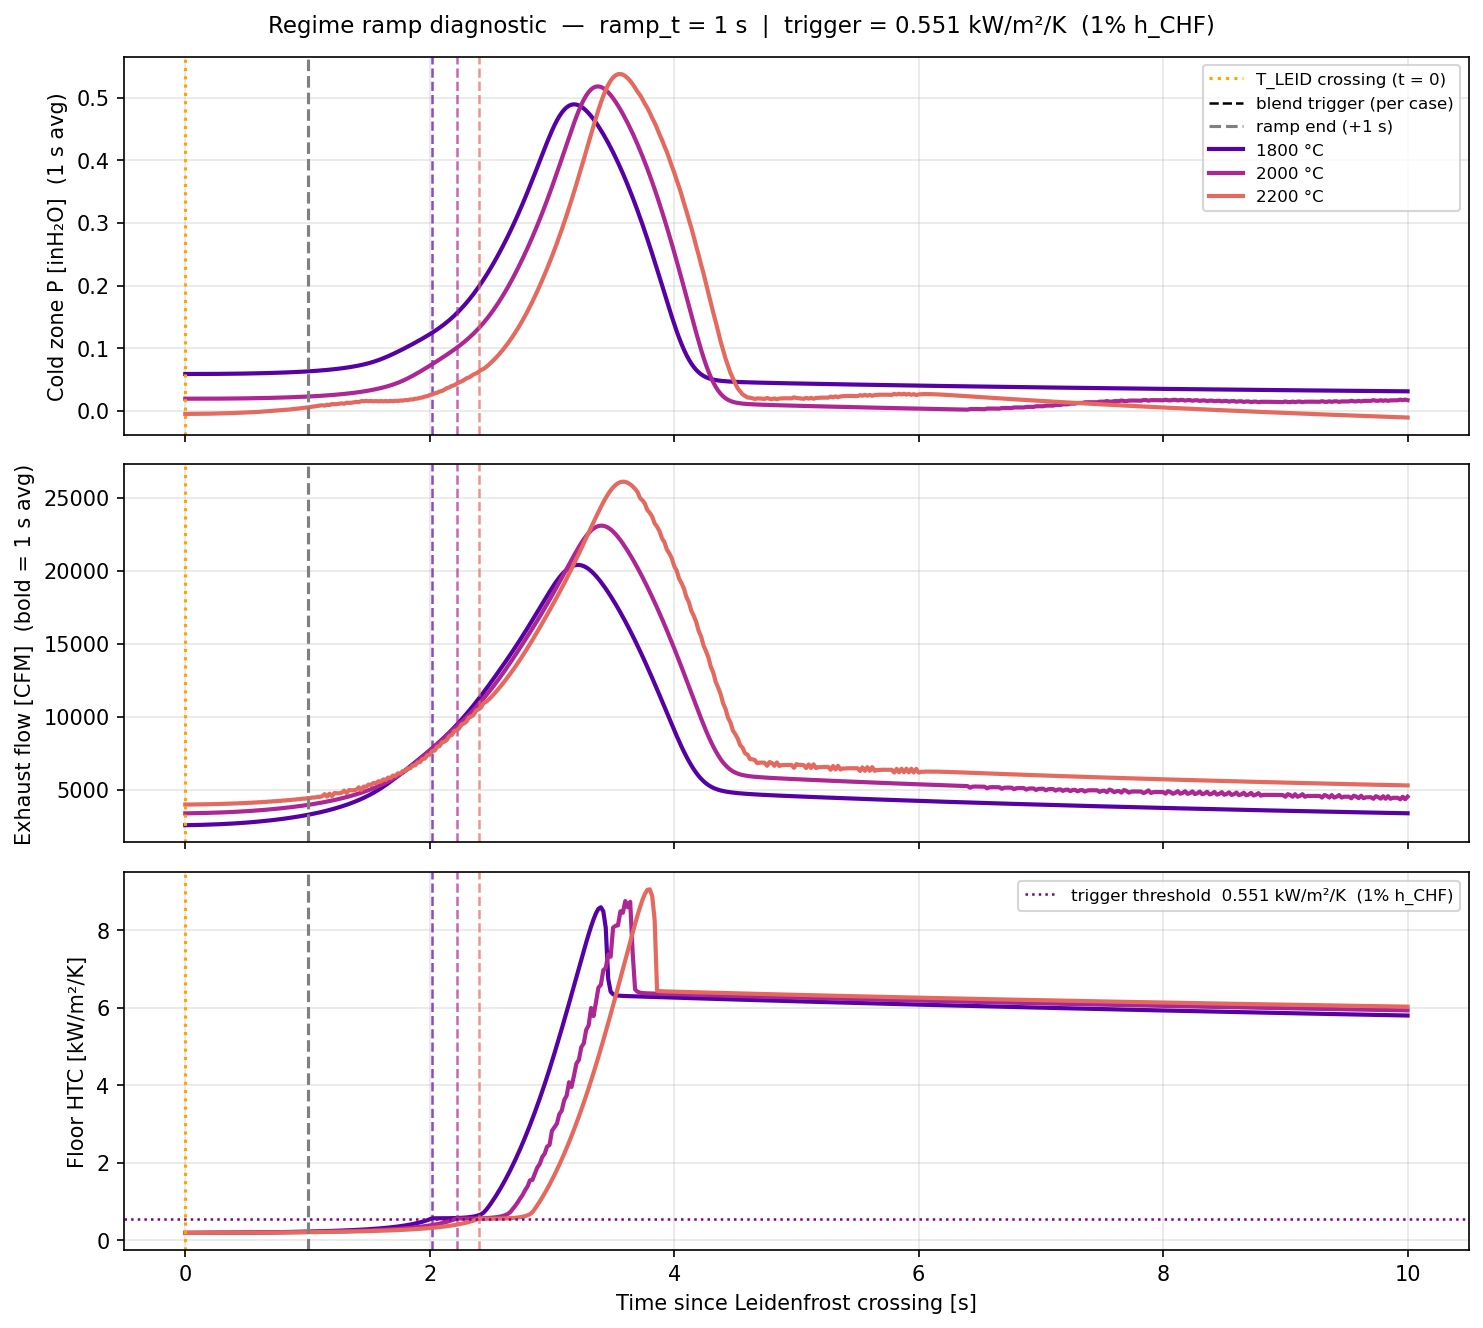 Regime ramp diagnostic — ramp_t = 1 s | trigger = 0.551 kW/m²/K (1% h_CHF)
Cold zone P [inH₂O] (1 s avg)
0.5
0.4
0.3
0.2
0.1
0.0
T_LEID crossing (t = 0)
blend trigger (per case)
ramp end (+1 s)
1800 °C
2000 °C
2200 °C
Exhaust flow [CFM] (bold = 1 s avg)
25000
20000
15000
10000
5000
Floor HTC [kW/m²/K]
8
6
4
2
0
trigger threshold 0.551 kW/m²/K (1% h_CHF)
0 2 4 6 8 10
Time since Leidenfrost crossing [s]